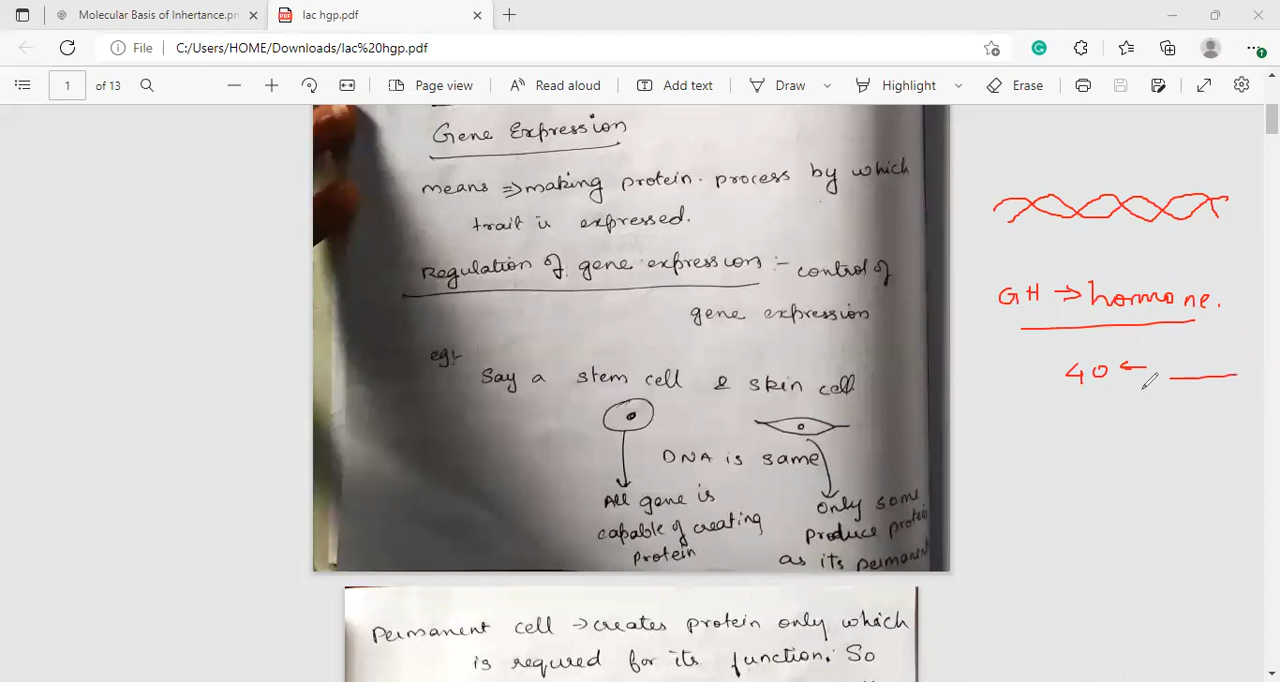 Molecular Basis of Inhertance.pr
lac hgp.pdf
File
C:/Users/HOME/Downloads/lac%20hgp.pdf
1 of 13
Page view
Read aloud
Add text
Draw
Highlight
Erase
Gene Expression
means ⇒ making protein. process by which
trait is expressed.
Regulation of gene expression :- control of
gene expression
eg:-
Say a stem cell & skin cell
DNA is same
All gene is
capable of creating
protein
Only some
produce protein
as its permanent
Permanent cell → creates protein only which
is required for its function. So
GH → hormone.
40 ←